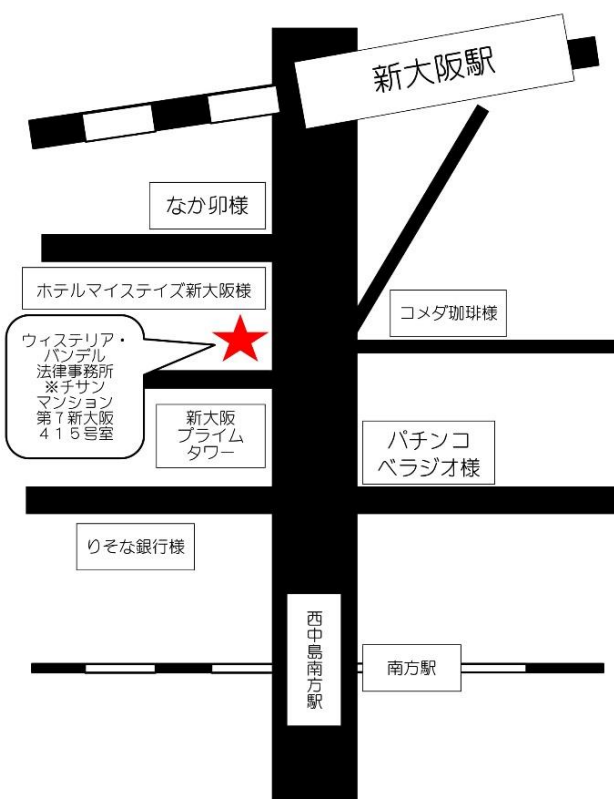 新大阪駅
なか卯様
ホテルマイステイズ新大阪様
コメダ珈琲様
ウィステリア・
バンデル
法律事務所
※チサン
マンション
第7新大阪
415号室
新大阪
プライム
タワー
パチンコ
ベラジオ様
りそな銀行様
西中島南方駅
南方駅